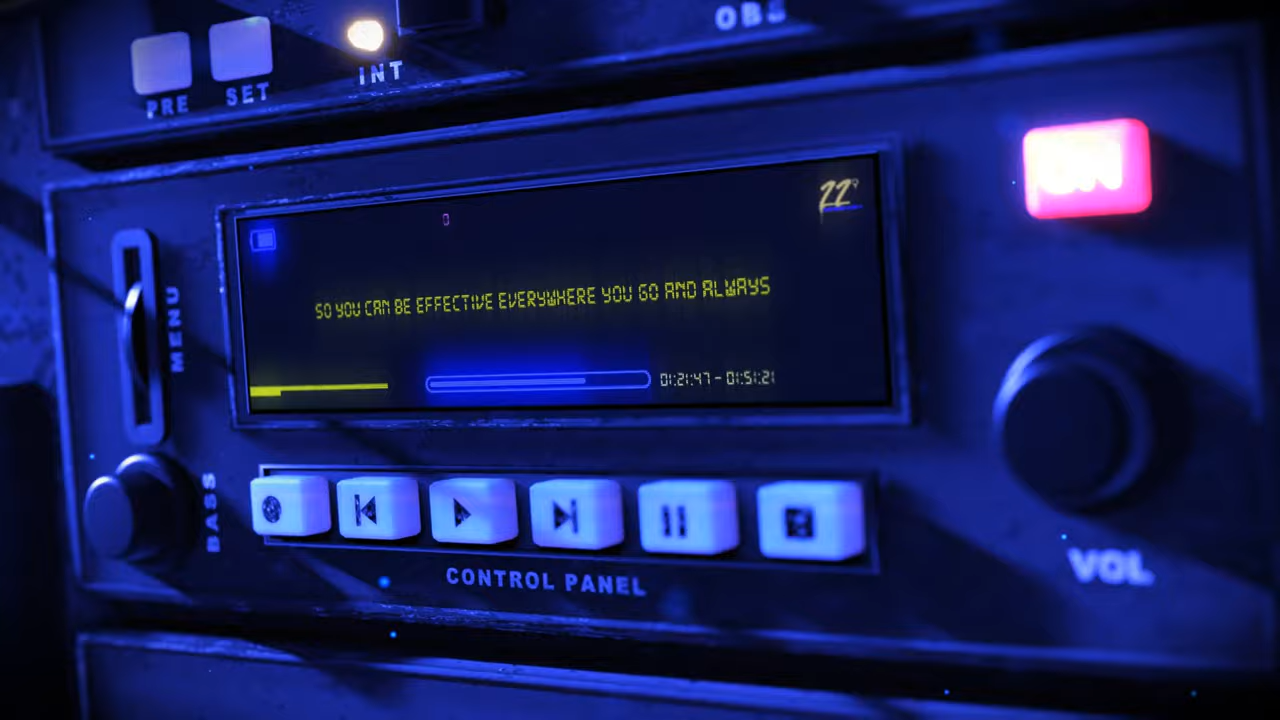 PRE
SET
INT
22°
SO YOU CAN BE EFFECTIVE EVERYWHERE YOU GO AND ALWAYS
01:21:47 - 01:51:21
MENU
BASS
CONTROL PANEL
VOL